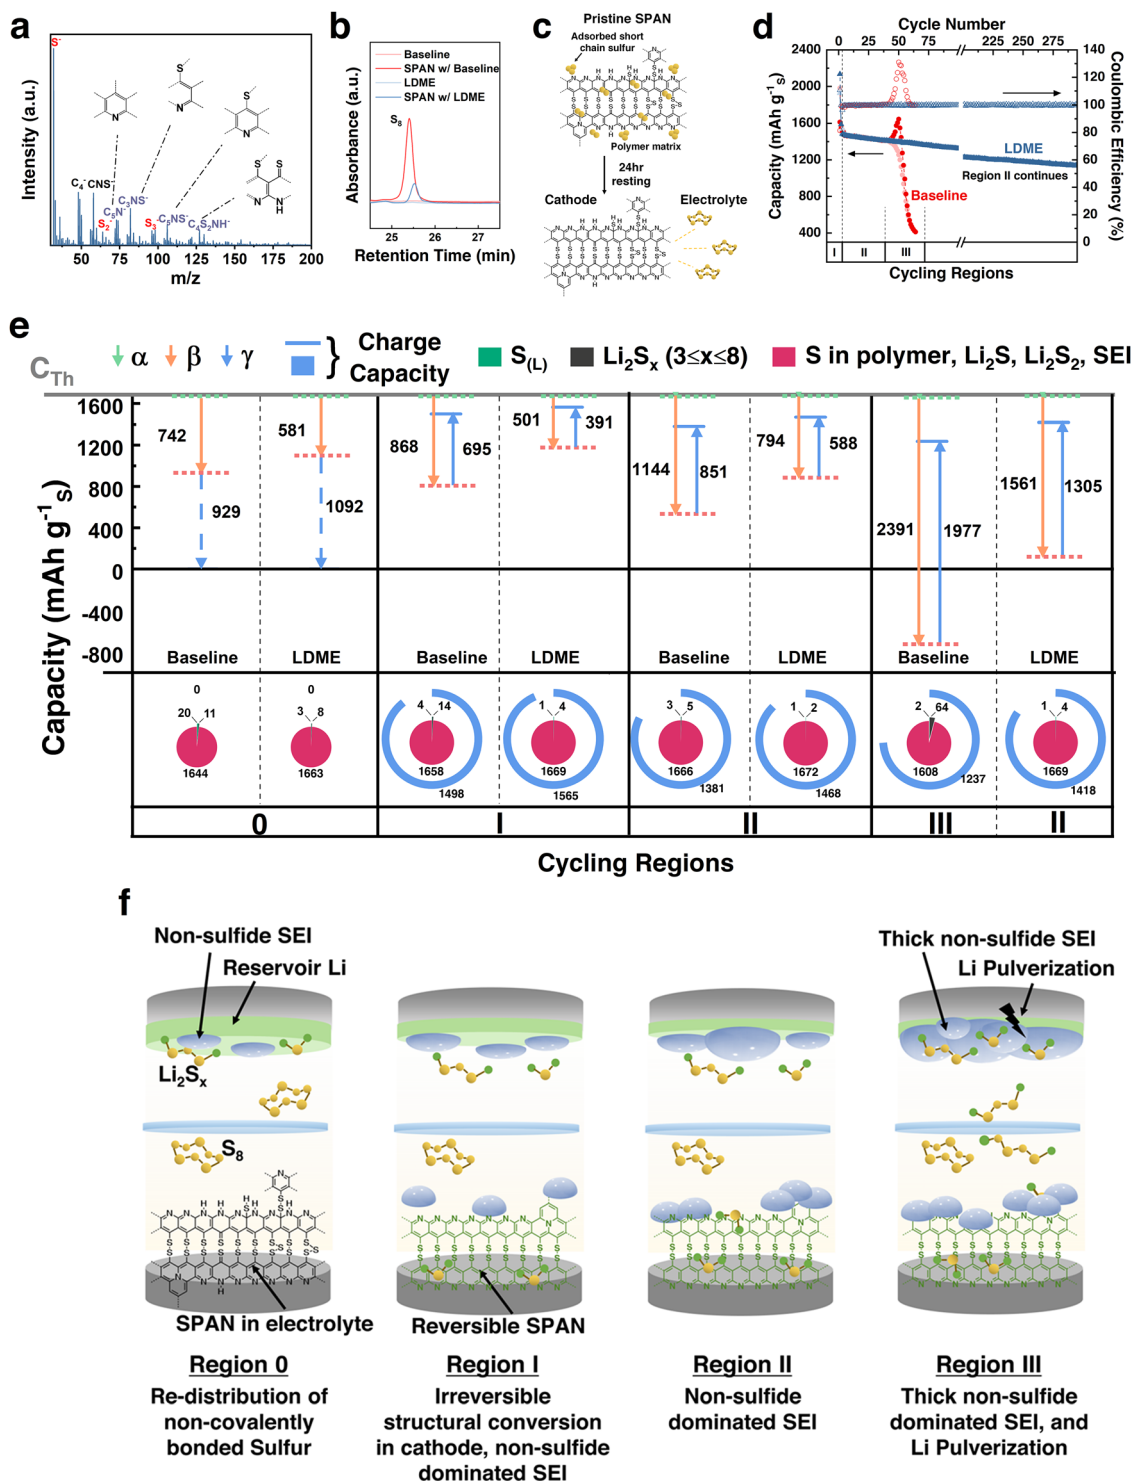 a
Intensity (a.u.)
S-
C4- CNS-
S2-
C5N-
C3NS-
S3-
C5NS-
C4S2NH-
S
N
50 75 100 125 150 175 200
m/z
b
Absorbance (a.u.)
Baseline
SPAN w/ Baseline
LDME
SPAN w/ LDME
S8
25 26 27
Retention Time (min)
c
Pristine SPAN
Adsorbed short
chain sulfur
Polymer matrix
24hr
resting
Cathode
Electrolyte
d
Cycle Number
0 25 50 75 225 250 275
Capacity (mAh g-1s)
2400
2000
1600
1200
800
400
Coulombic Efficiency (%)
140
120
100
80
60
40
20
0
LDME
Region II continues
Baseline
I II III
Cycling Regions
e
CTh
α β γ } Charge Capacity
S(L)
Li2Sx (3≤x≤8)
S in polymer, Li2S, Li2S2, SEI
Capacity (mAh g-1s)
1600
1200
800
400
0
-400
-800
742 929
581 1092
868 695
501 391
1144 851
794 588
2391 1977
1561 1305
Baseline LDME Baseline LDME Baseline LDME Baseline LDME
0
20 11
1644
0
3 8
1663
4 14
1658
1498
1 4
1669
1565
3 5
1666
1381
1 2
1672
1468
2 64
1608
1237
1 4
1669
1418
0 I II III II
Cycling Regions
f
Non-sulfide SEI
Reservoir Li
Li2Sx
S8
SPAN in electrolyte
Reversible SPAN
Thick non-sulfide SEI
Li Pulverization
Region 0
Re-distribution of
non-covalently
bonded Sulfur
Region I
Irreversible
structural conversion
in cathode, non-sulfide
dominated SEI
Region II
Non-sulfide
dominated SEI
Region III
Thick non-sulfide
dominated SEI, and
Li Pulverization